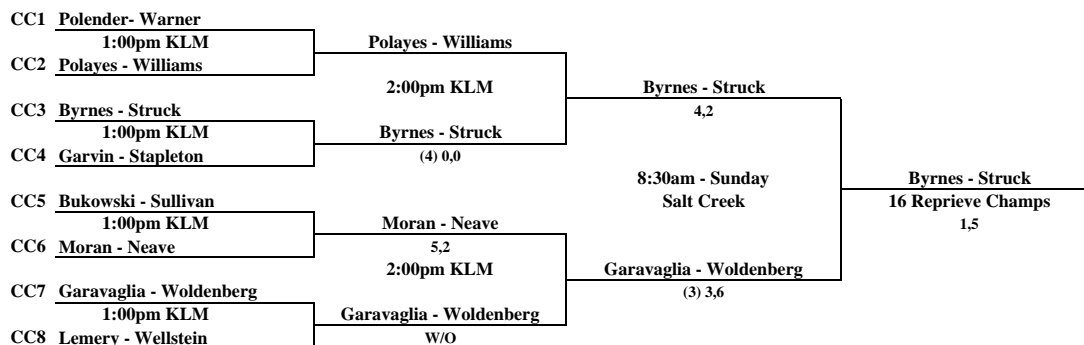 CC1 Polender- Warner
1:00pm KLM
Polayes - Williams
CC2 Polayes - Williams
2:00pm KLM
Byrnes - Struck
4,2
CC3 Byrnes - Struck
1:00pm KLM
Byrnes - Struck
(4) 0,0
CC4 Garvin - Stapleton
8:30am - Sunday
Salt Creek
Byrnes - Struck
16 Reprieve Champs
1,5
CC5 Bukowski - Sullivan
1:00pm KLM
Moran - Neave
5,2
CC6 Moran - Neave
2:00pm KLM
Garavaglia - Woldenberg
(3) 3,6
CC7 Garavaglia - Woldenberg
1:00pm KLM
Garavaglia - Woldenberg
W/O
CC8 Lemery - Wellstein